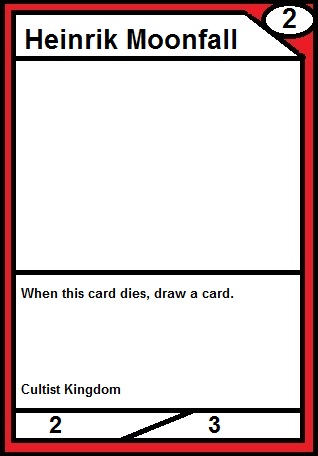 Heinrik Moonfall
2
When this card dies, draw a card.
Cultist Kingdom
2
3